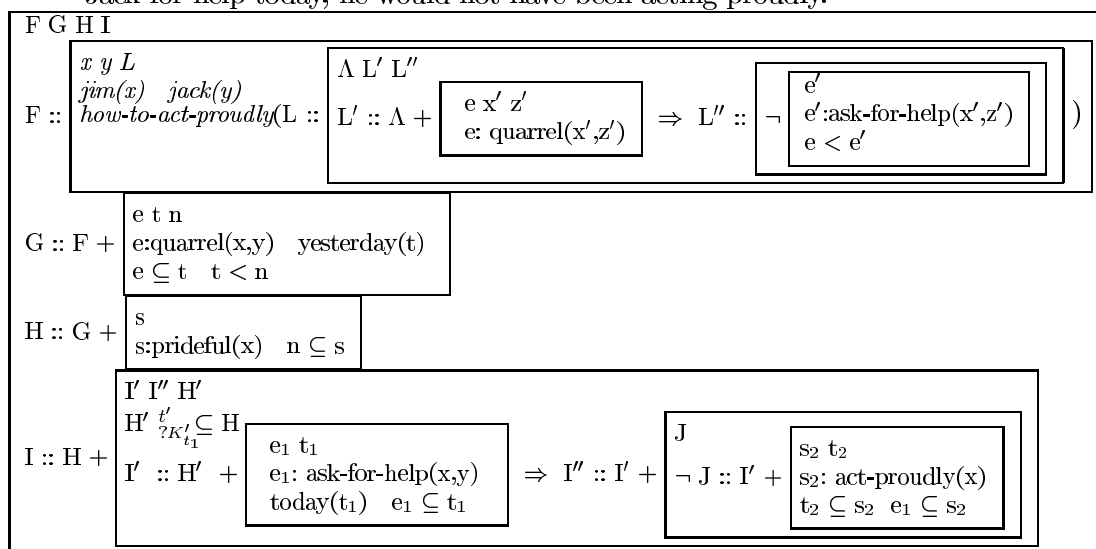 Jack for help today, he would not have been acting proudly.
F G H I
x y L
jim(x) jack(y)
F :: how-to-act-proudly(L ::
Λ L′ L″
L′ :: Λ +
e x′ z′
e: quarrel(x′,z′)
⇒ L″ :: ¬
e′
e′:ask-for-help(x′,z′)
e < e′
)
G :: F +
e t n
e:quarrel(x,y) yesterday(t)
e ⊆ t t < n
H :: G +
s
s:prideful(x) n ⊆ s
I :: H +
I′ I″ H′
H′ t′ ?K′t₁ ⊆ H
I′ :: H′ +
e₁ t₁
e₁: ask-for-help(x,y)
today(t₁) e₁ ⊆ t₁
⇒ I″ :: I′ +
J
¬ J :: I′ +
s₂ t₂
s₂: act-proudly(x)
t₂ ⊆ s₂ e₁ ⊆ s₂